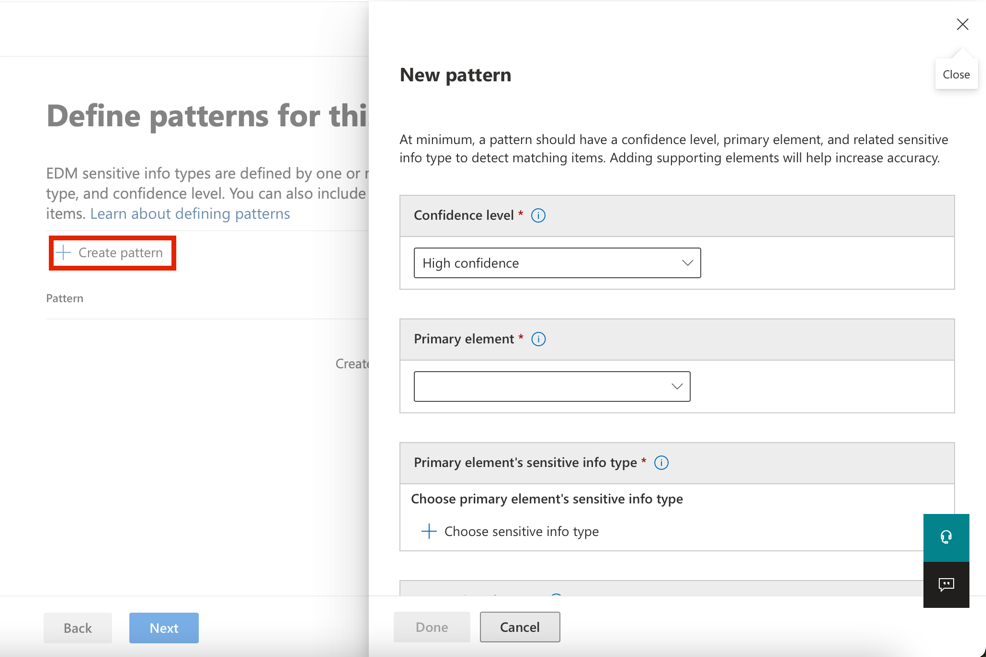 Close
New pattern
At minimum, a pattern should have a confidence level, primary element, and related sensitive
info type to detect matching items. Adding supporting elements will help increase accuracy.
Confidence level *
High confidence
Primary element *
Primary element's sensitive info type *
Choose primary element's sensitive info type
Choose sensitive info type
Done
Cancel
Define patterns for thi
EDM sensitive info types are defined by one or
type, and confidence level. You can also include
items. Learn about defining patterns
Create pattern
Pattern
Create
Back
Next